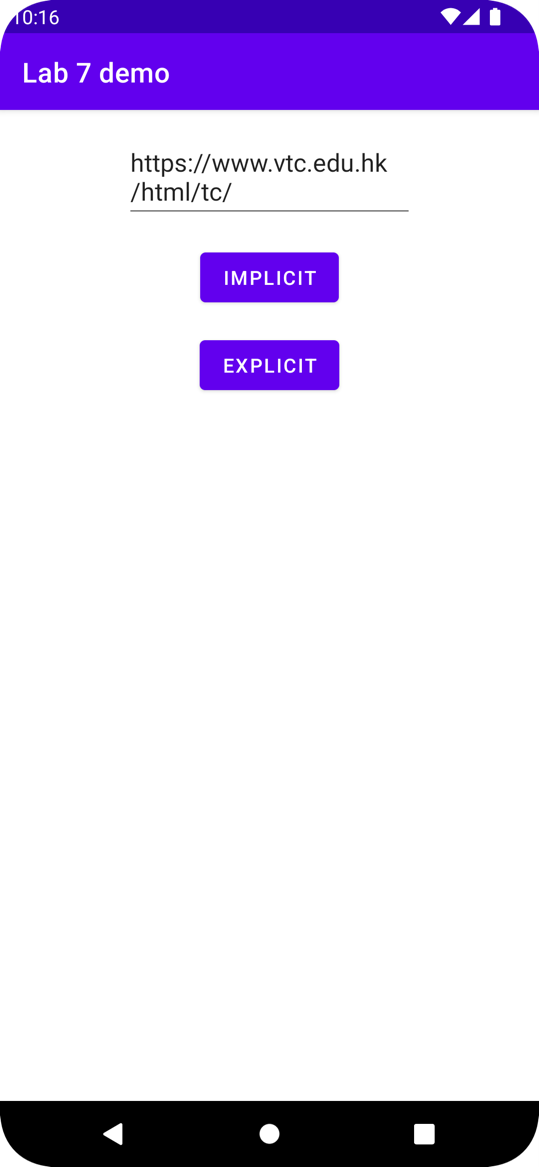 10:16
Lab 7 demo
https://www.vtc.edu.hk
/html/tc/
IMPLICIT
EXPLICIT